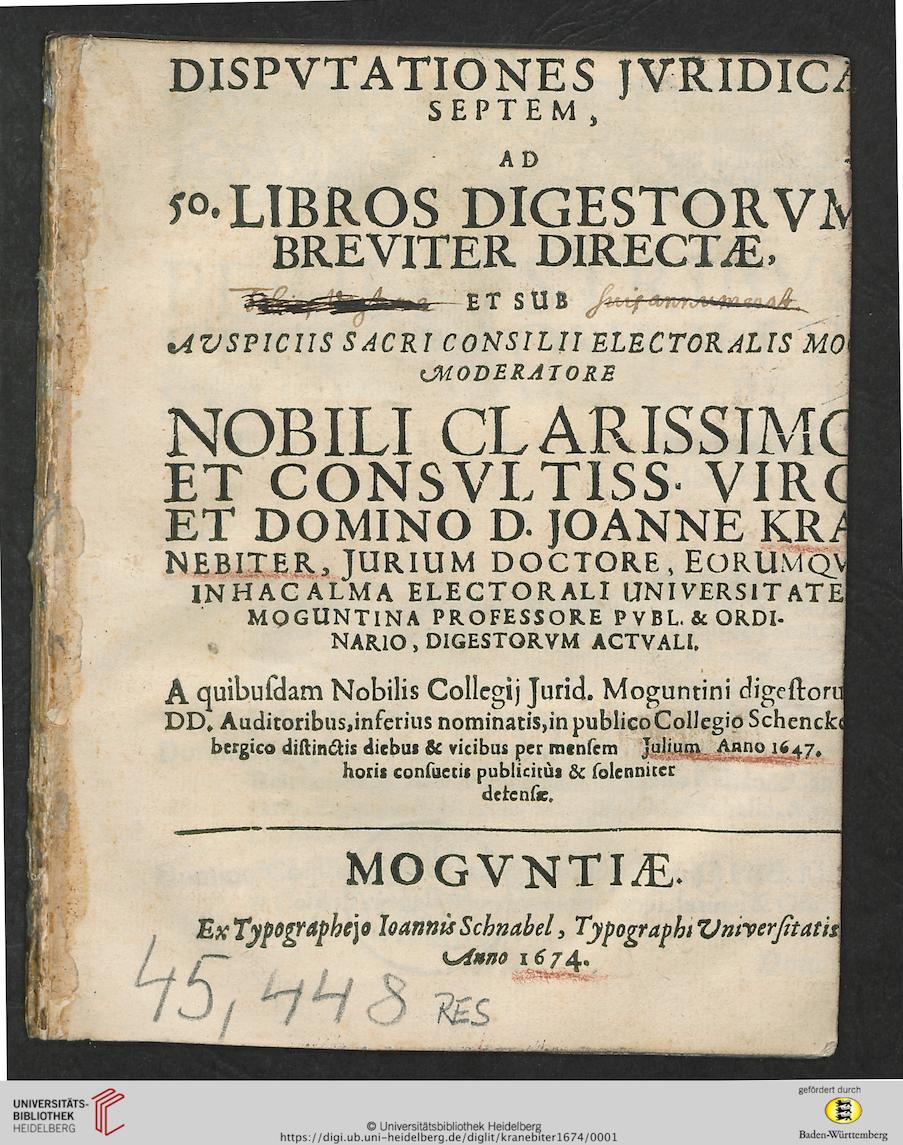 DISPVTATIONES JVRIDICA
SEPTEM,
AD
50. LIBROS DIGESTORVM
BREVITER DIRECTÆ,
ET SUB
AVSPICIIS SACRI CONSILII ELECTORALIS MO
MODERATORE
NOBILI CLARISSIMO
ET CONSVLTISS. VIRO
ET DOMINO D. JOANNE KRA
NEBITER, JURIUM DOCTORE, EORUMQV
IN HAC ALMA ELECTORALI UNIVERSITATE
MOGUNTINA PROFESSORE PVBL. & ORDI-
NARIO, DIGESTORVM ACTVALI.
A quibuſdam Nobilis Collegij Jurid. Moguntini digeſtoru
DD. Auditoribus, inferius nominatis, in publico Collegio Schencke
bergico diſtinctis diebus & vicibus per menſem Julium Anno 1647.
horis conſuetis publicitùs & ſolenniter
defenſæ.
MOGVNTIÆ.
Ex Typographejo Ioannis Schnabel, Typographi Univerſitatis
Anno 1674.
45,448 RES
UNIVERSITÄTS-
BIBLIOTHEK
HEIDELBERG
© Universitätsbibliothek Heidelberg
https://digi.ub.uni-heidelberg.de/diglit/kranebiter1674/0001
gefördert durch
Baden-Württemberg